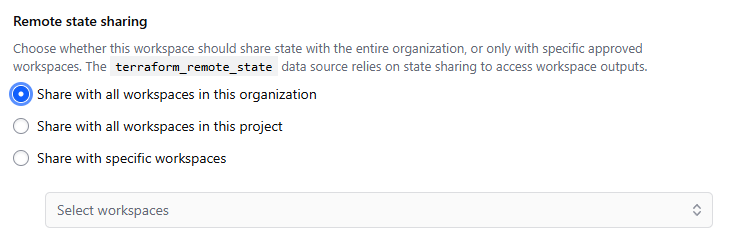 Remote state sharing
Choose whether this workspace should share state with the entire organization, or only with specific approved
workspaces. The terraform_remote_state data source relies on state sharing to access workspace outputs.
Share with all workspaces in this organization
Share with all workspaces in this project
Share with specific workspaces
Select workspaces